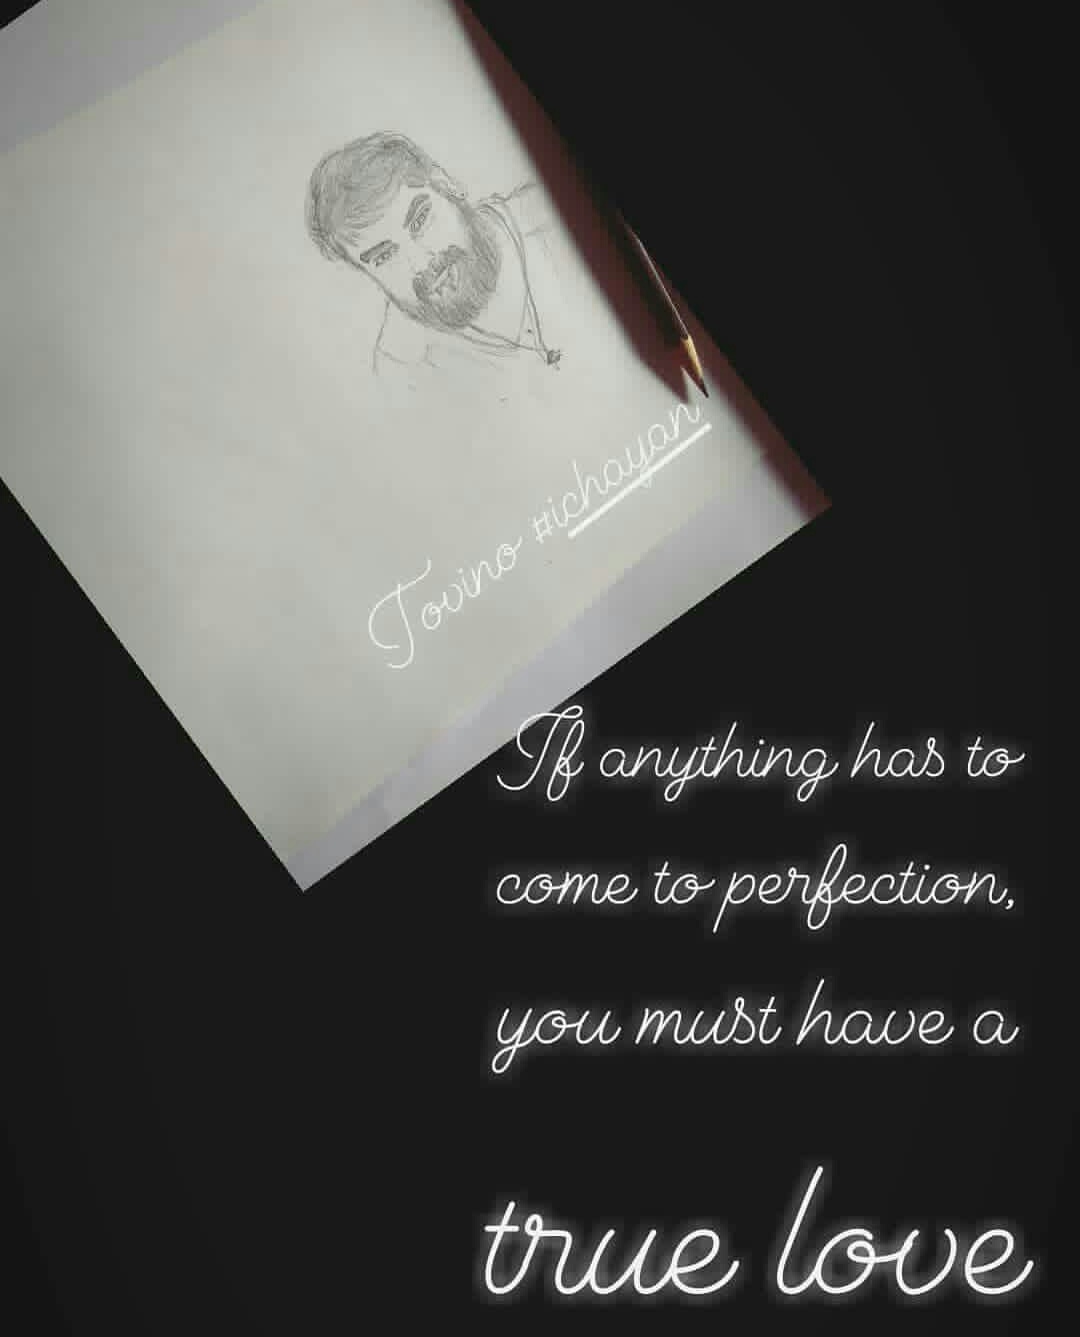 Tovino #ichayan
If anything has to
come to perfection,
you must have a
true love